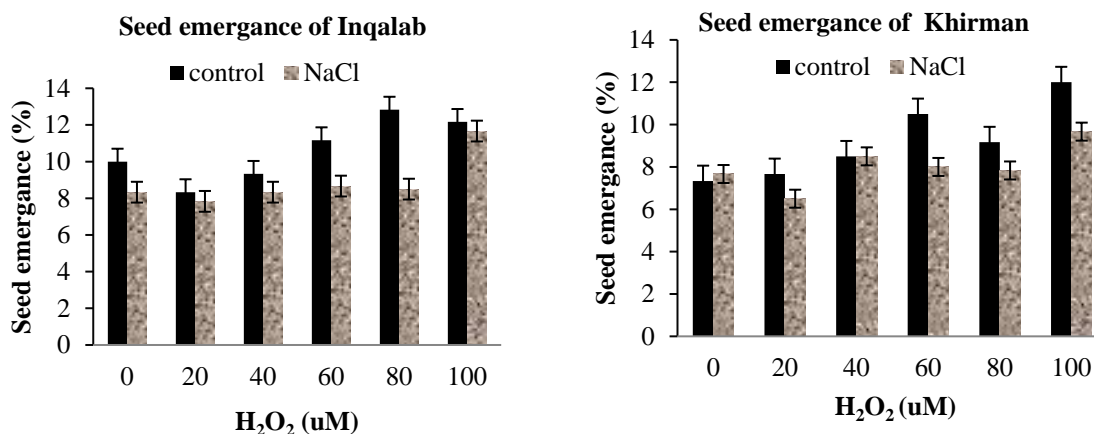 Seed emergance of Inqalab
control NaCl
Seed emergance (%)
14
12
10
8
6
4
2
0
0 20 40 60 80 100
H₂O₂ (uM)
Seed emergance of Khirman
control NaCl
Seed emergance (%)
14
12
10
8
6
4
2
0
0 20 40 60 80 100
H₂O₂ (uM)